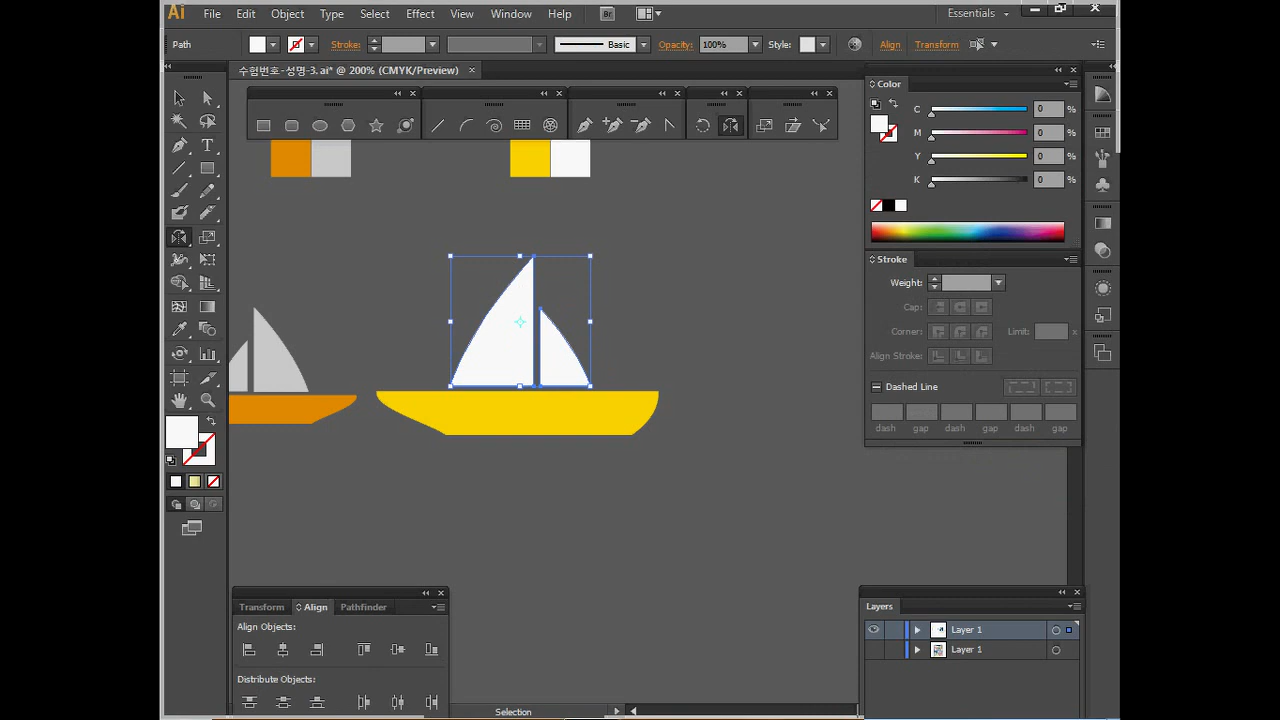 Ai File Edit Object Type Select Effect View Window Help Br Essentials
Path Stroke: Basic Opacity: 100% Style: Align Transform
수험번호-성명-3.ai* @ 200% (CMYK/Preview)
Color
C 0 %
M 0 %
Y 0 %
K 0 %
Stroke
Weight:
Cap:
Corner: Limit: x
Align Stroke:
Dashed Line
dash gap dash gap dash gap
Transform Align Pathfinder
Align Objects:
Distribute Objects:
Layers
Layer 1
Layer 1
Selection